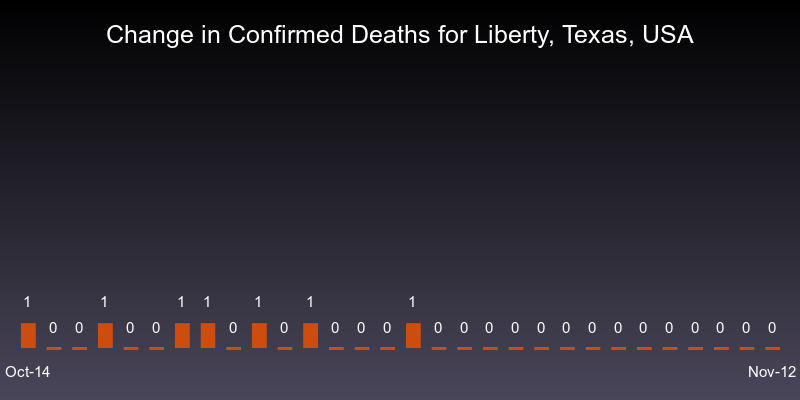 Change in Confirmed Deaths for Liberty, Texas, USA
1 1 1 1 1 1 1
0 0 0 0 0 0 0 0 0 0 0 0 0 0 0 0 0 0 0 0 0 0 0
Oct-14 Nov-12